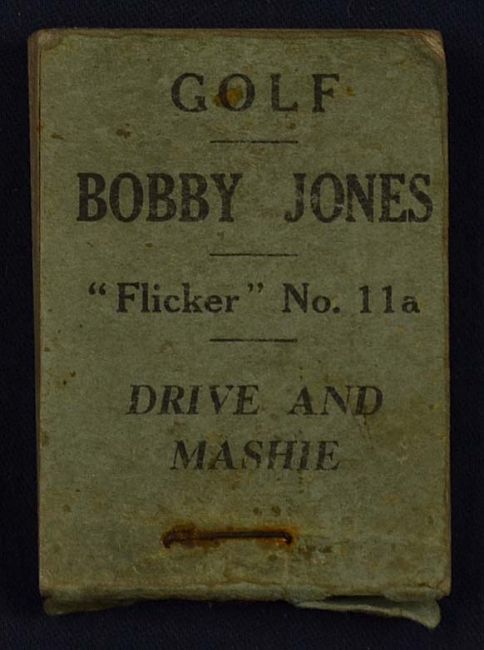 GOLF
BOBBY JONES
"Flicker" No. 11a
DRIVE AND
MASHIE